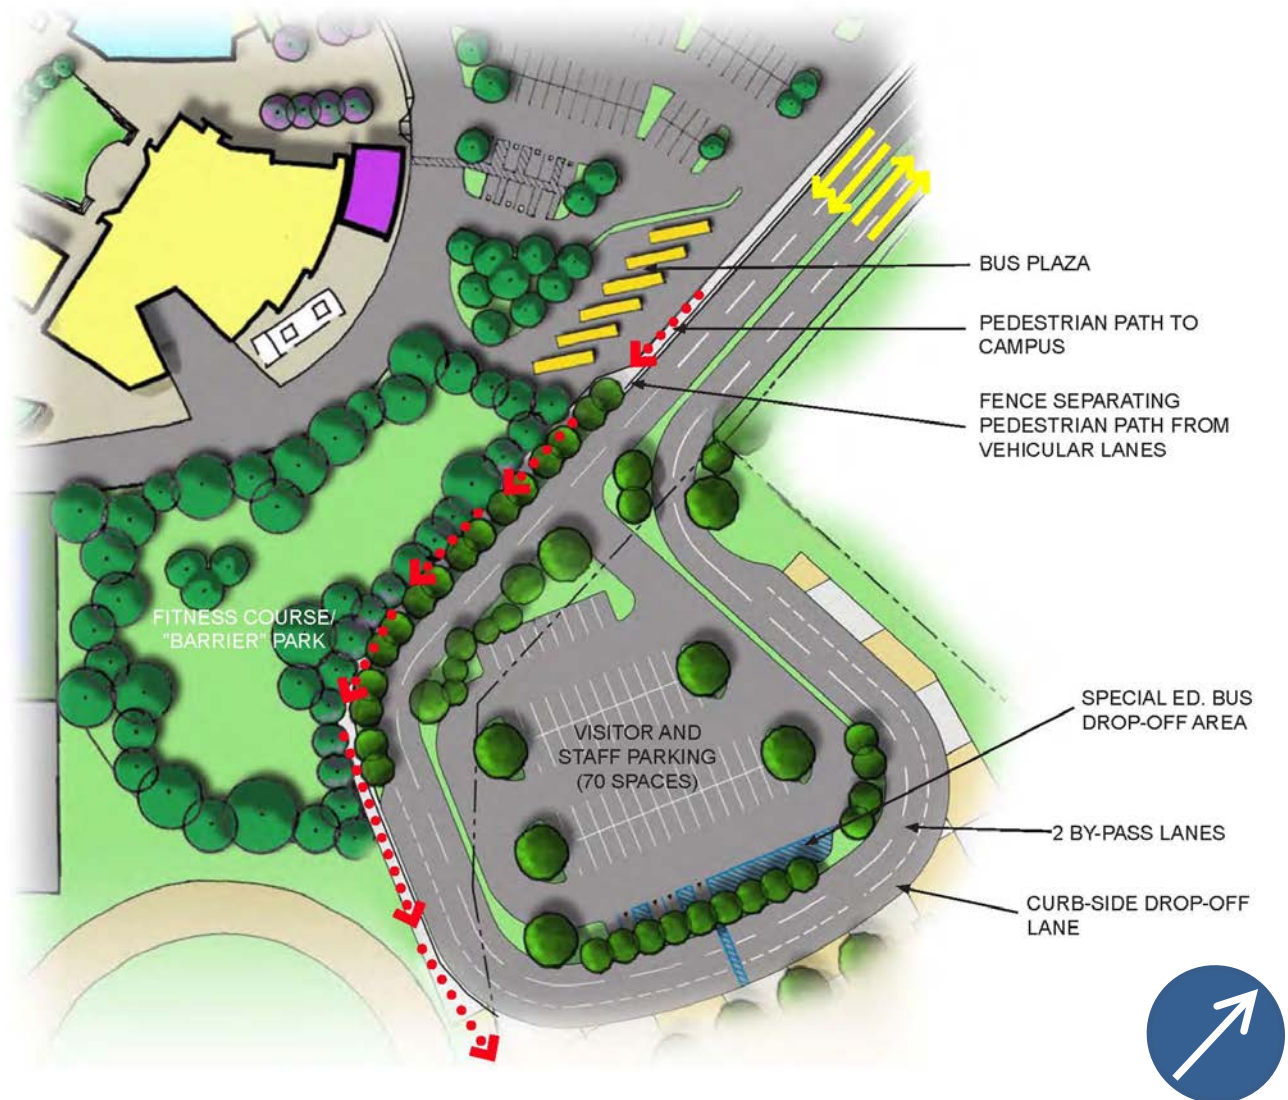 BUS PLAZA
PEDESTRIAN PATH TO
CAMPUS
FENCE SEPARATING
PEDESTRIAN PATH FROM
VEHICULAR LANES
FITNESS COURSE/
"BARRIER" PARK
SPECIAL ED. BUS
DROP-OFF AREA
VISITOR AND
STAFF PARKING
(70 SPACES)
2 BY-PASS LANES
CURB-SIDE DROP-OFF
LANE